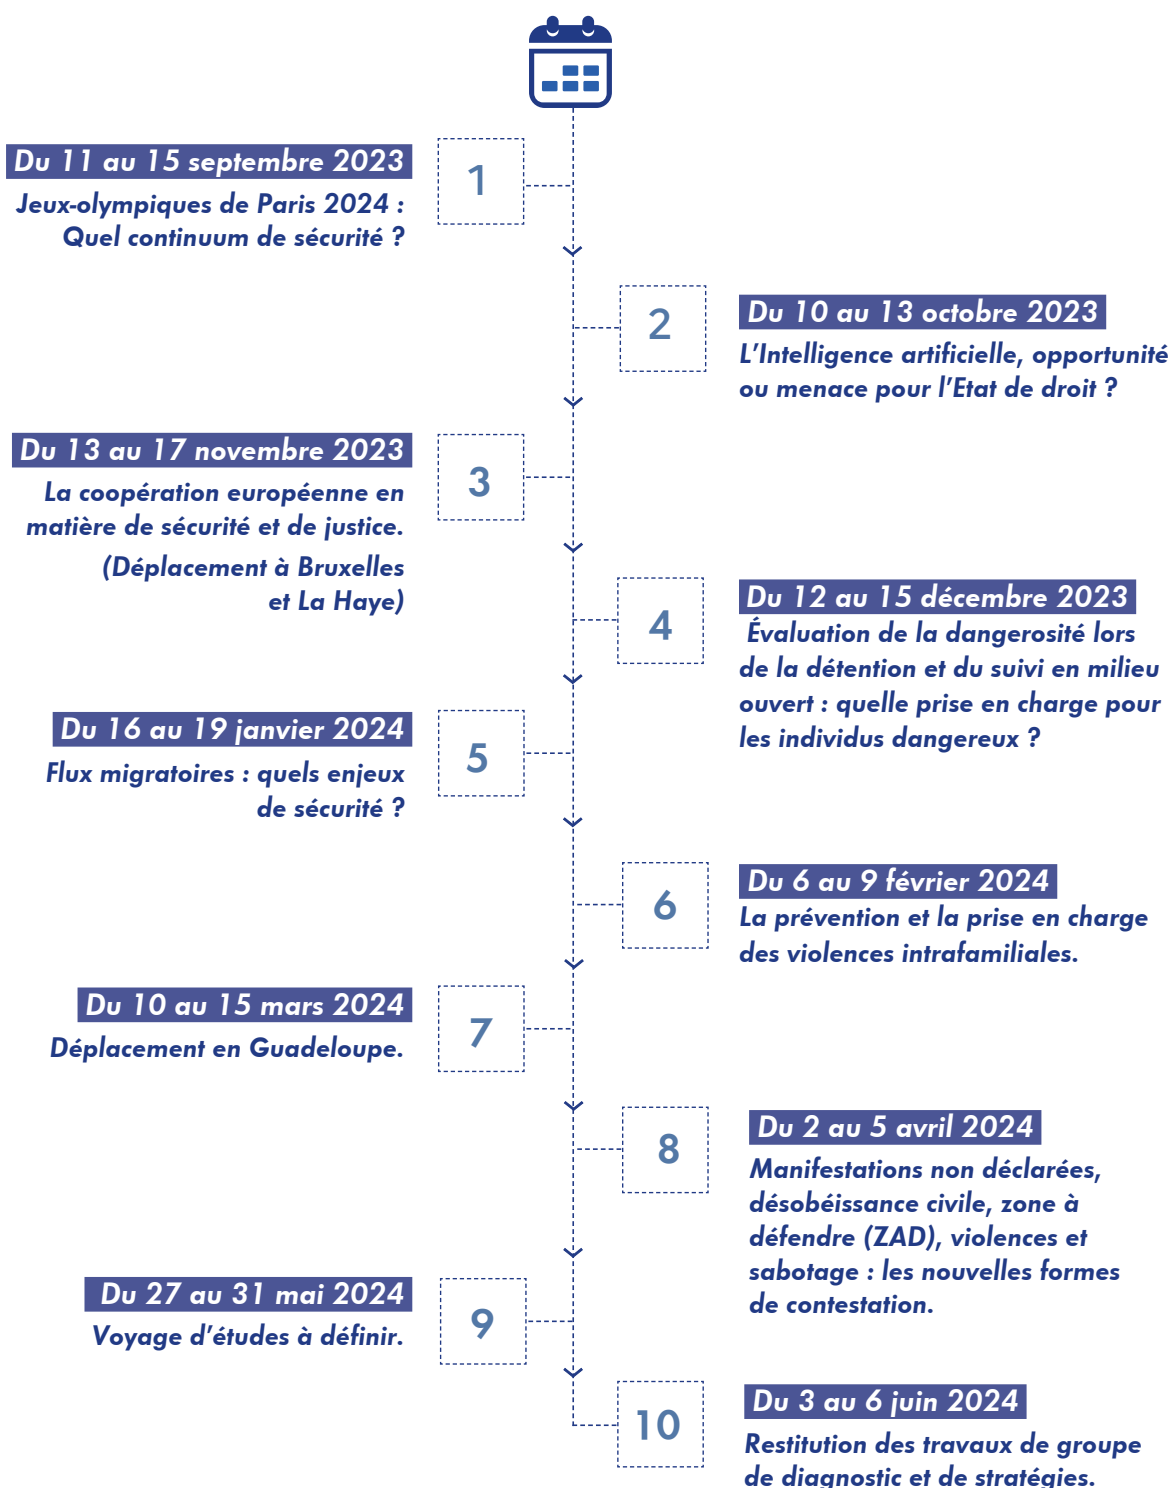 1
Du 11 au 15 septembre 2023
Jeux-olympiques de Paris 2024 :
Quel continuum de sécurité ?
2
Du 10 au 13 octobre 2023
L’Intelligence artificielle, opportunité
ou menace pour l’Etat de droit ?
3
Du 13 au 17 novembre 2023
La coopération européenne en
matière de sécurité et de justice.
(Déplacement à Bruxelles
et La Haye)
4
Du 12 au 15 décembre 2023
Évaluation de la dangerosité lors
de la détention et du suivi en milieu
ouvert : quelle prise en charge pour
les individus dangereux ?
5
Du 16 au 19 janvier 2024
Flux migratoires : quels enjeux
de sécurité ?
6
Du 6 au 9 février 2024
La prévention et la prise en charge
des violences intrafamiliales.
7
Du 10 au 15 mars 2024
Déplacement en Guadeloupe.
8
Du 2 au 5 avril 2024
Manifestations non déclarées,
désobéissance civile, zone à
défendre (ZAD), violences et
sabotage : les nouvelles formes
de contestation.
9
Du 27 au 31 mai 2024
Voyage d’études à définir.
10
Du 3 au 6 juin 2024
Restitution des travaux de groupe
de diagnostic et de stratégies.